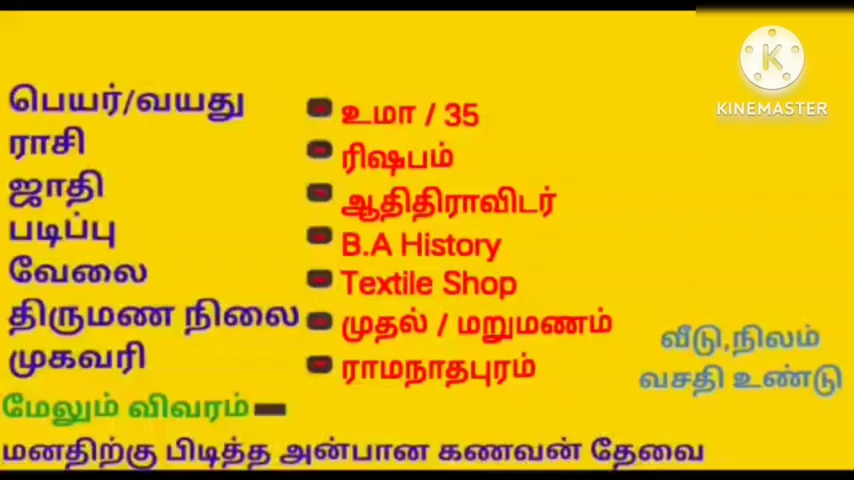 KINEMASTER
பெயர்/வயது உமா / 35
ராசி ரிஷபம்
ஜாதி ஆதிதிராவிடர்
படிப்பு B.A History
வேலை Textile Shop
திருமண நிலை முதல் / மறுமணம்
முகவரி ராமநாதபுரம்
வீடு,நிலம்
வசதி உண்டு
மேலும் விவரம்
மனதிற்கு பிடித்த அன்பான கணவன் தேவை